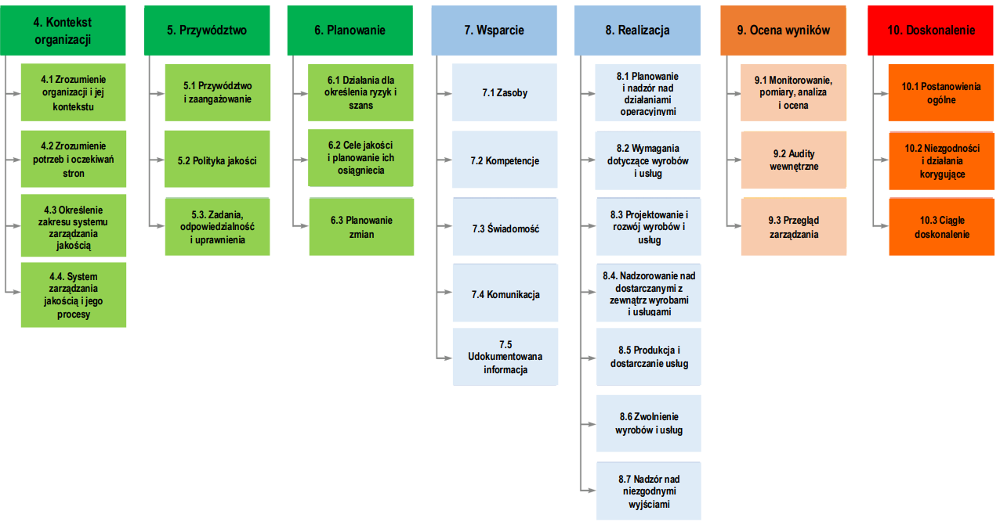 4. Kontekst
organizacji
4.1 Zrozumienie
organizacji i jej
kontekstu
4.2 Zrozumienie
potrzeb i oczekiwań
stron
4.3 Określenie
zakresu systemu
zarządzania
jakością
4.4. System
zarządzania
jakością i jego
procesy
5. Przywództwo
5.1 Przywództwo
i zaangażowanie
5.2 Polityka jakości
5.3. Zadania,
odpowiedzialność
i uprawnienia
6. Planowanie
6.1 Działania dla
określenia ryzyk i
szans
6.2 Cele jakości
i planowanie ich
osiągniecia
6.3 Planowanie
zmian
7. Wsparcie
7.1 Zasoby
7.2 Kompetencje
7.3 Świadomość
7.4 Komunikacja
7.5
Udokumentowana
informacja
8. Realizacja
8.1 Planowanie
i nadzór nad
działaniami
operacyjnymi
8.2 Wymagania
dotyczące wyrobów
i usług
8.3 Projektowanie i
rozwój wyrobów i
usług
8.4. Nadzorowanie nad
dostarczanymi z
zewnątrz wyrobami
i usługami
8.5 Produkcja i
dostarczanie usług
8.6 Zwolnienie
wyrobów i usług
8.7 Nadzór nad
niezgodnymi
wyjściami
9. Ocena wyników
9.1 Monitorowanie,
pomiary, analiza
i ocena
9.2 Audity
wewnętrzne
9.3 Przegląd
zarządzania
10. Doskonalenie
10.1 Postanowienia
ogólne
10.2 Niezgodności
i działania
korygujące
10.3 Ciągłe
doskonalenie